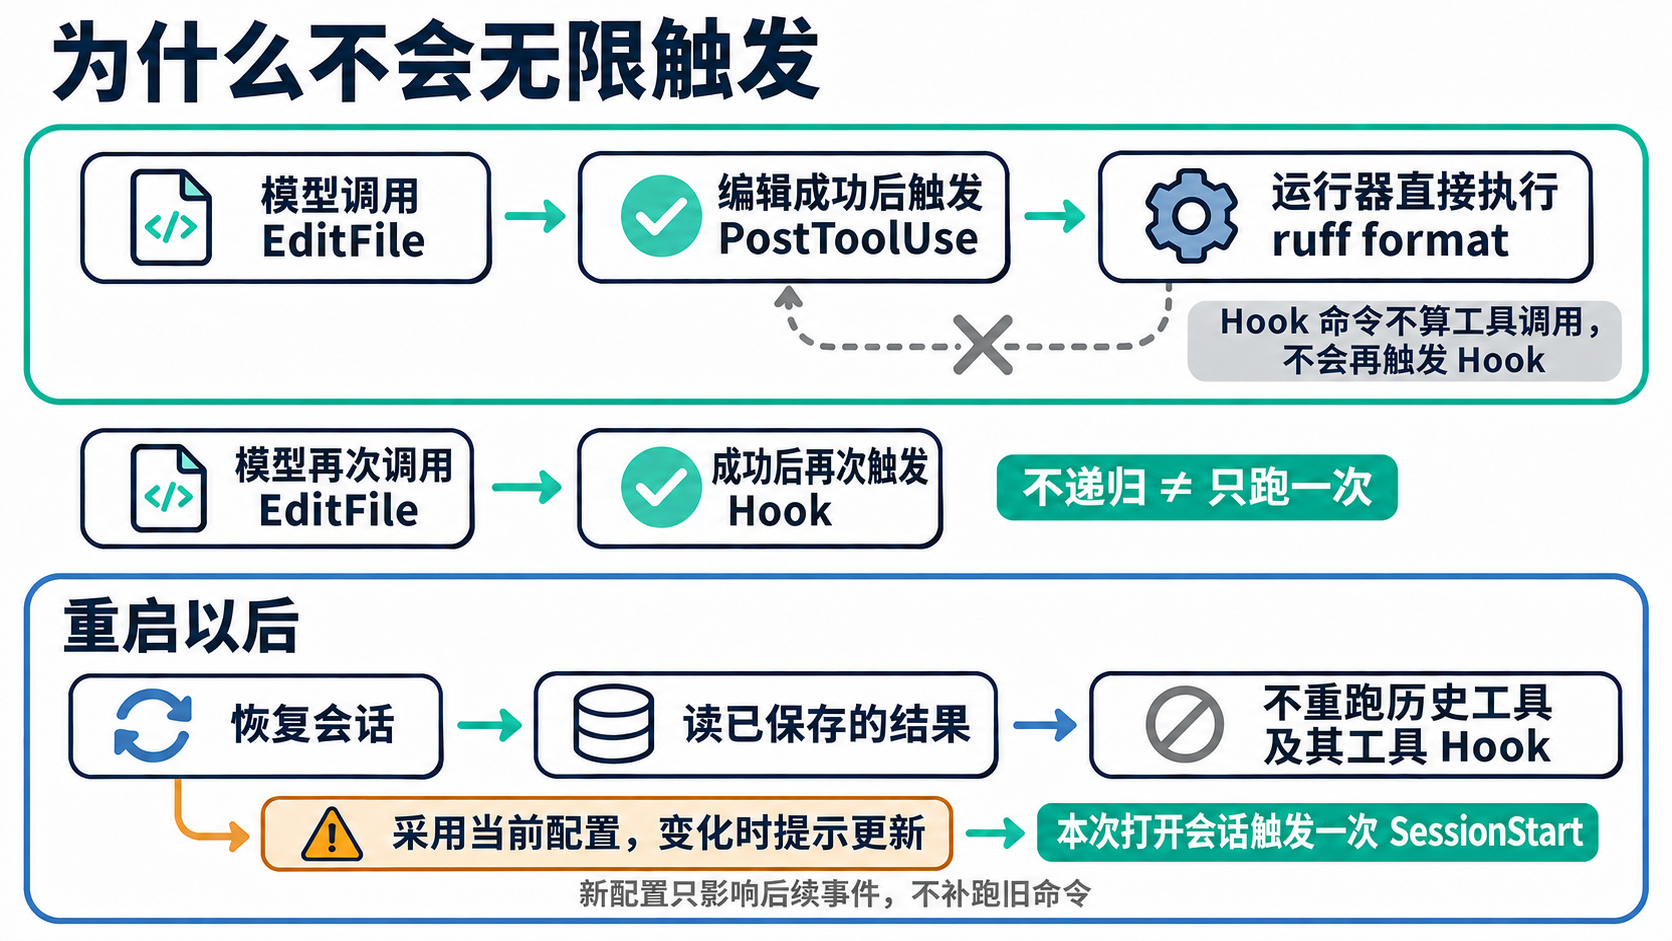 为什么不会无限触发
模型调用
EditFile
编辑成功后触发
PostToolUse
运行器直接执行
ruff format
Hook 命令不算工具调用，
不会再触发 Hook
模型再次调用
EditFile
成功后再次触发
Hook
不递归 ≠ 只跑一次
重启以后
恢复会话
读已保存的结果
不重跑历史工具
及其工具 Hook
采用当前配置，变化时提示更新
本次打开会话触发一次 SessionStart
新配置只影响后续事件，不补跑旧命令